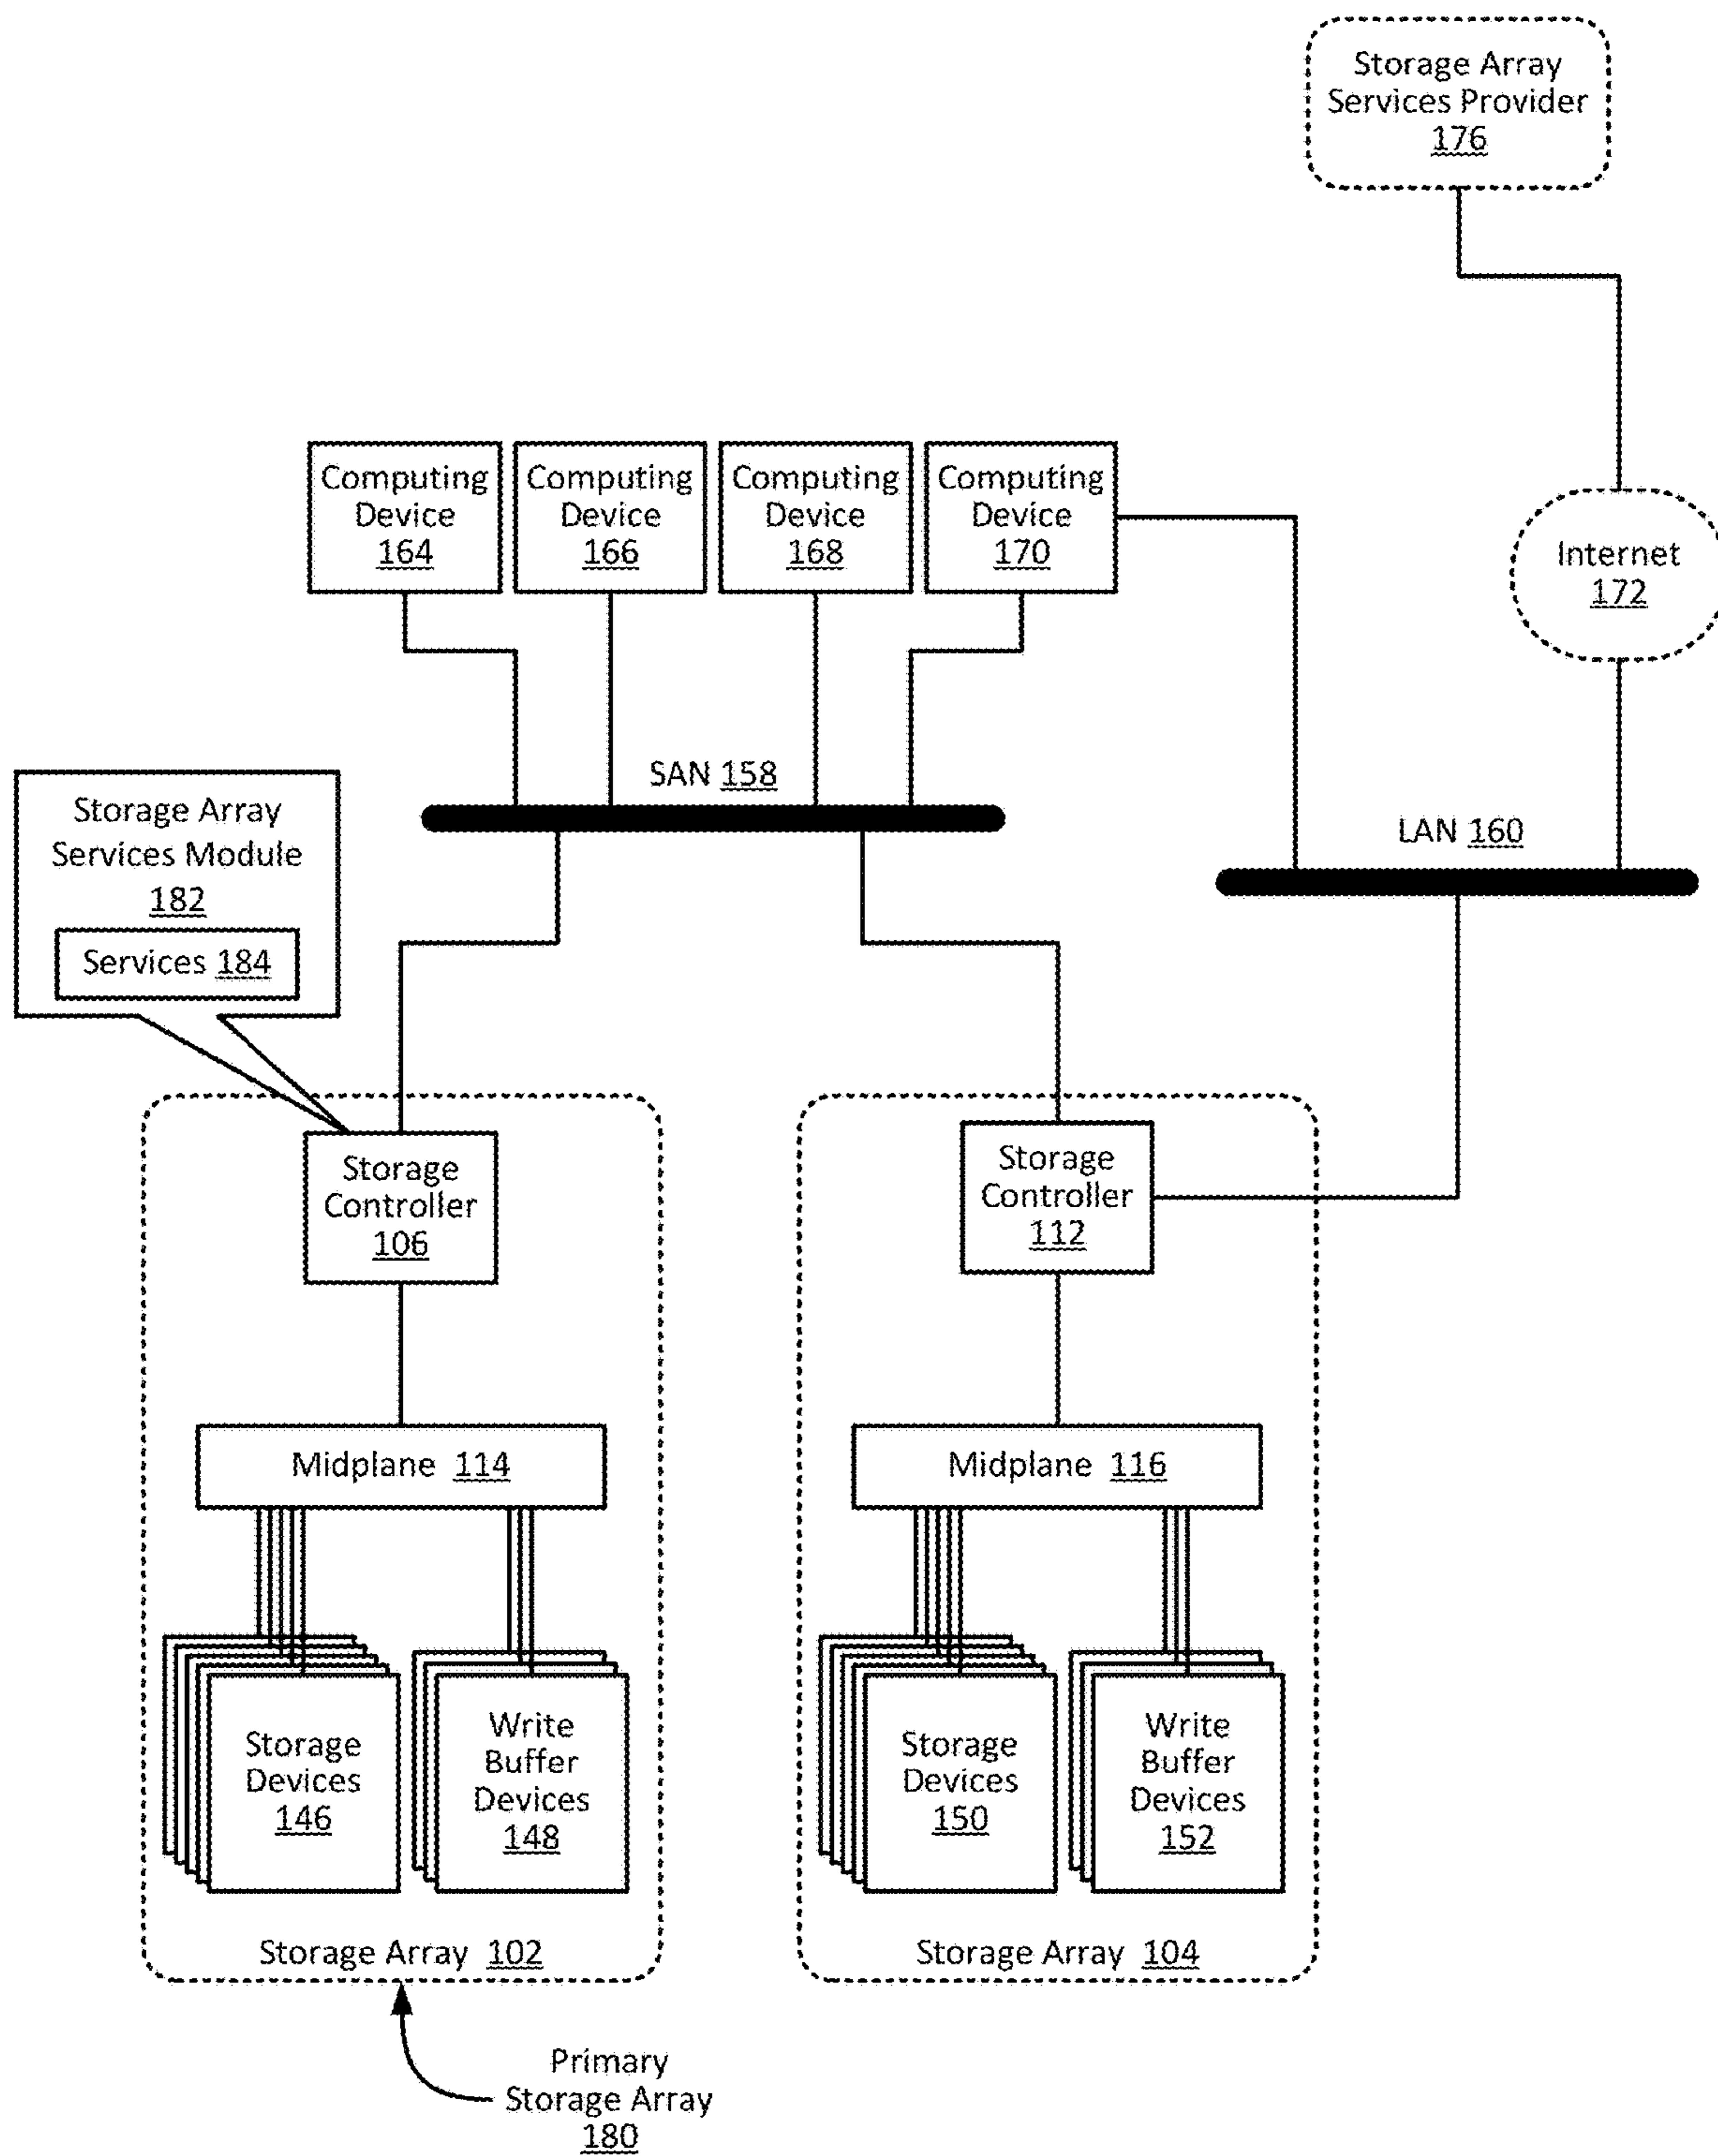 Storage Array
Services Provider
176
Computing
Device
164
Computing
Device
166
Computing
Device
168
Computing
Device
170
Internet
172
SAN 158
LAN 160
Storage Array
Services Module
182
Services 184
Storage
Controller
106
Storage
Controller
112
Midplane 114
Midplane 116
Storage
Devices
146
Write
Buffer
Devices
148
Storage
Devices
150
Write
Buffer
Devices
152
Storage Array 102
Storage Array 104
Primary
Storage Array
180